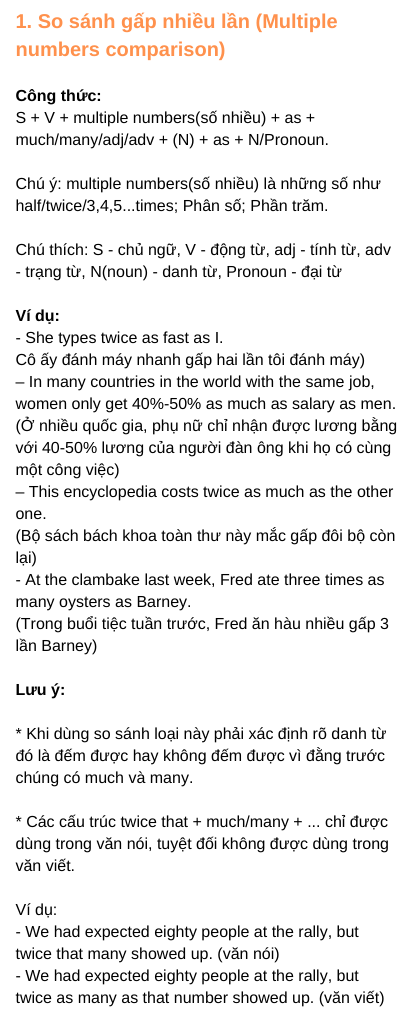 1. So sánh gấp nhiều lần (Multiple
numbers comparison)
Công thức:
S + V + multiple numbers(số nhiều) + as +
much/many/adj/adv + (N) + as + N/Pronoun.
Chú ý: multiple numbers(số nhiều) là những số như
half/twice/3,4,5...times; Phân số; Phần trăm.
Chú thích: S - chủ ngữ, V - động từ, adj - tính từ, adv
- trạng từ, N(noun) - danh từ, Pronoun - đại từ
Ví dụ:
- She types twice as fast as I.
Cô ấy đánh máy nhanh gấp hai lần tôi đánh máy)
– In many countries in the world with the same job,
women only get 40%-50% as much as salary as men.
(Ở nhiều quốc gia, phụ nữ chỉ nhận được lương bằng
với 40-50% lương của người đàn ông khi họ có cùng
một công việc)
– This encyclopedia costs twice as much as the other
one.
(Bộ sách bách khoa toàn thư này mắc gấp đôi bộ còn
lại)
- At the clambake last week, Fred ate three times as
many oysters as Barney.
(Trong buổi tiệc tuần trước, Fred ăn hàu nhiều gấp 3
lần Barney)
Lưu ý:
* Khi dùng so sánh loại này phải xác định rõ danh từ
đó là đếm được hay không đếm được vì đằng trước
chúng có much và many.
* Các cấu trúc twice that + much/many + ... chỉ được
dùng trong văn nói, tuyệt đối không được dùng trong
văn viết.
Ví dụ:
- We had expected eighty people at the rally, but
twice that many showed up. (văn nói)
- We had expected eighty people at the rally, but
twice as many as that number showed up. (văn viết)